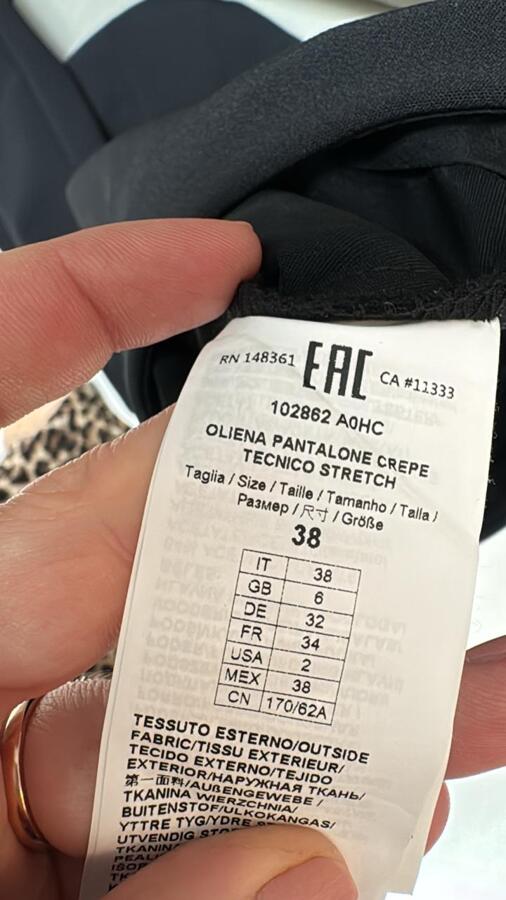 RN 148361 EAC CA #11333
102862 A0HC
OLIENA PANTALONE CREPE
TECNICO STRETCH
Taglia / Size / Taille / Tamanho / Talla /
Размер / 尺寸 / Größe
38
IT 38
GB 6
DE 32
FR 34
USA 2
MEX 38
CN 170/62A
TESSUTO ESTERNO/OUTSIDE
FABRIC/TISSU EXTERIEUR/
TECIDO EXTERNO/TEJIDO
EXTERIOR/НАРУЖНАЯ ТКАНЬ/
第一面料/AUßENGEWEBE /
TKANINA WIERZCHNIA/
BUITENSTOF/ULKOKANGAS/
YTTRE TYG/YDRE
UTVENDIG